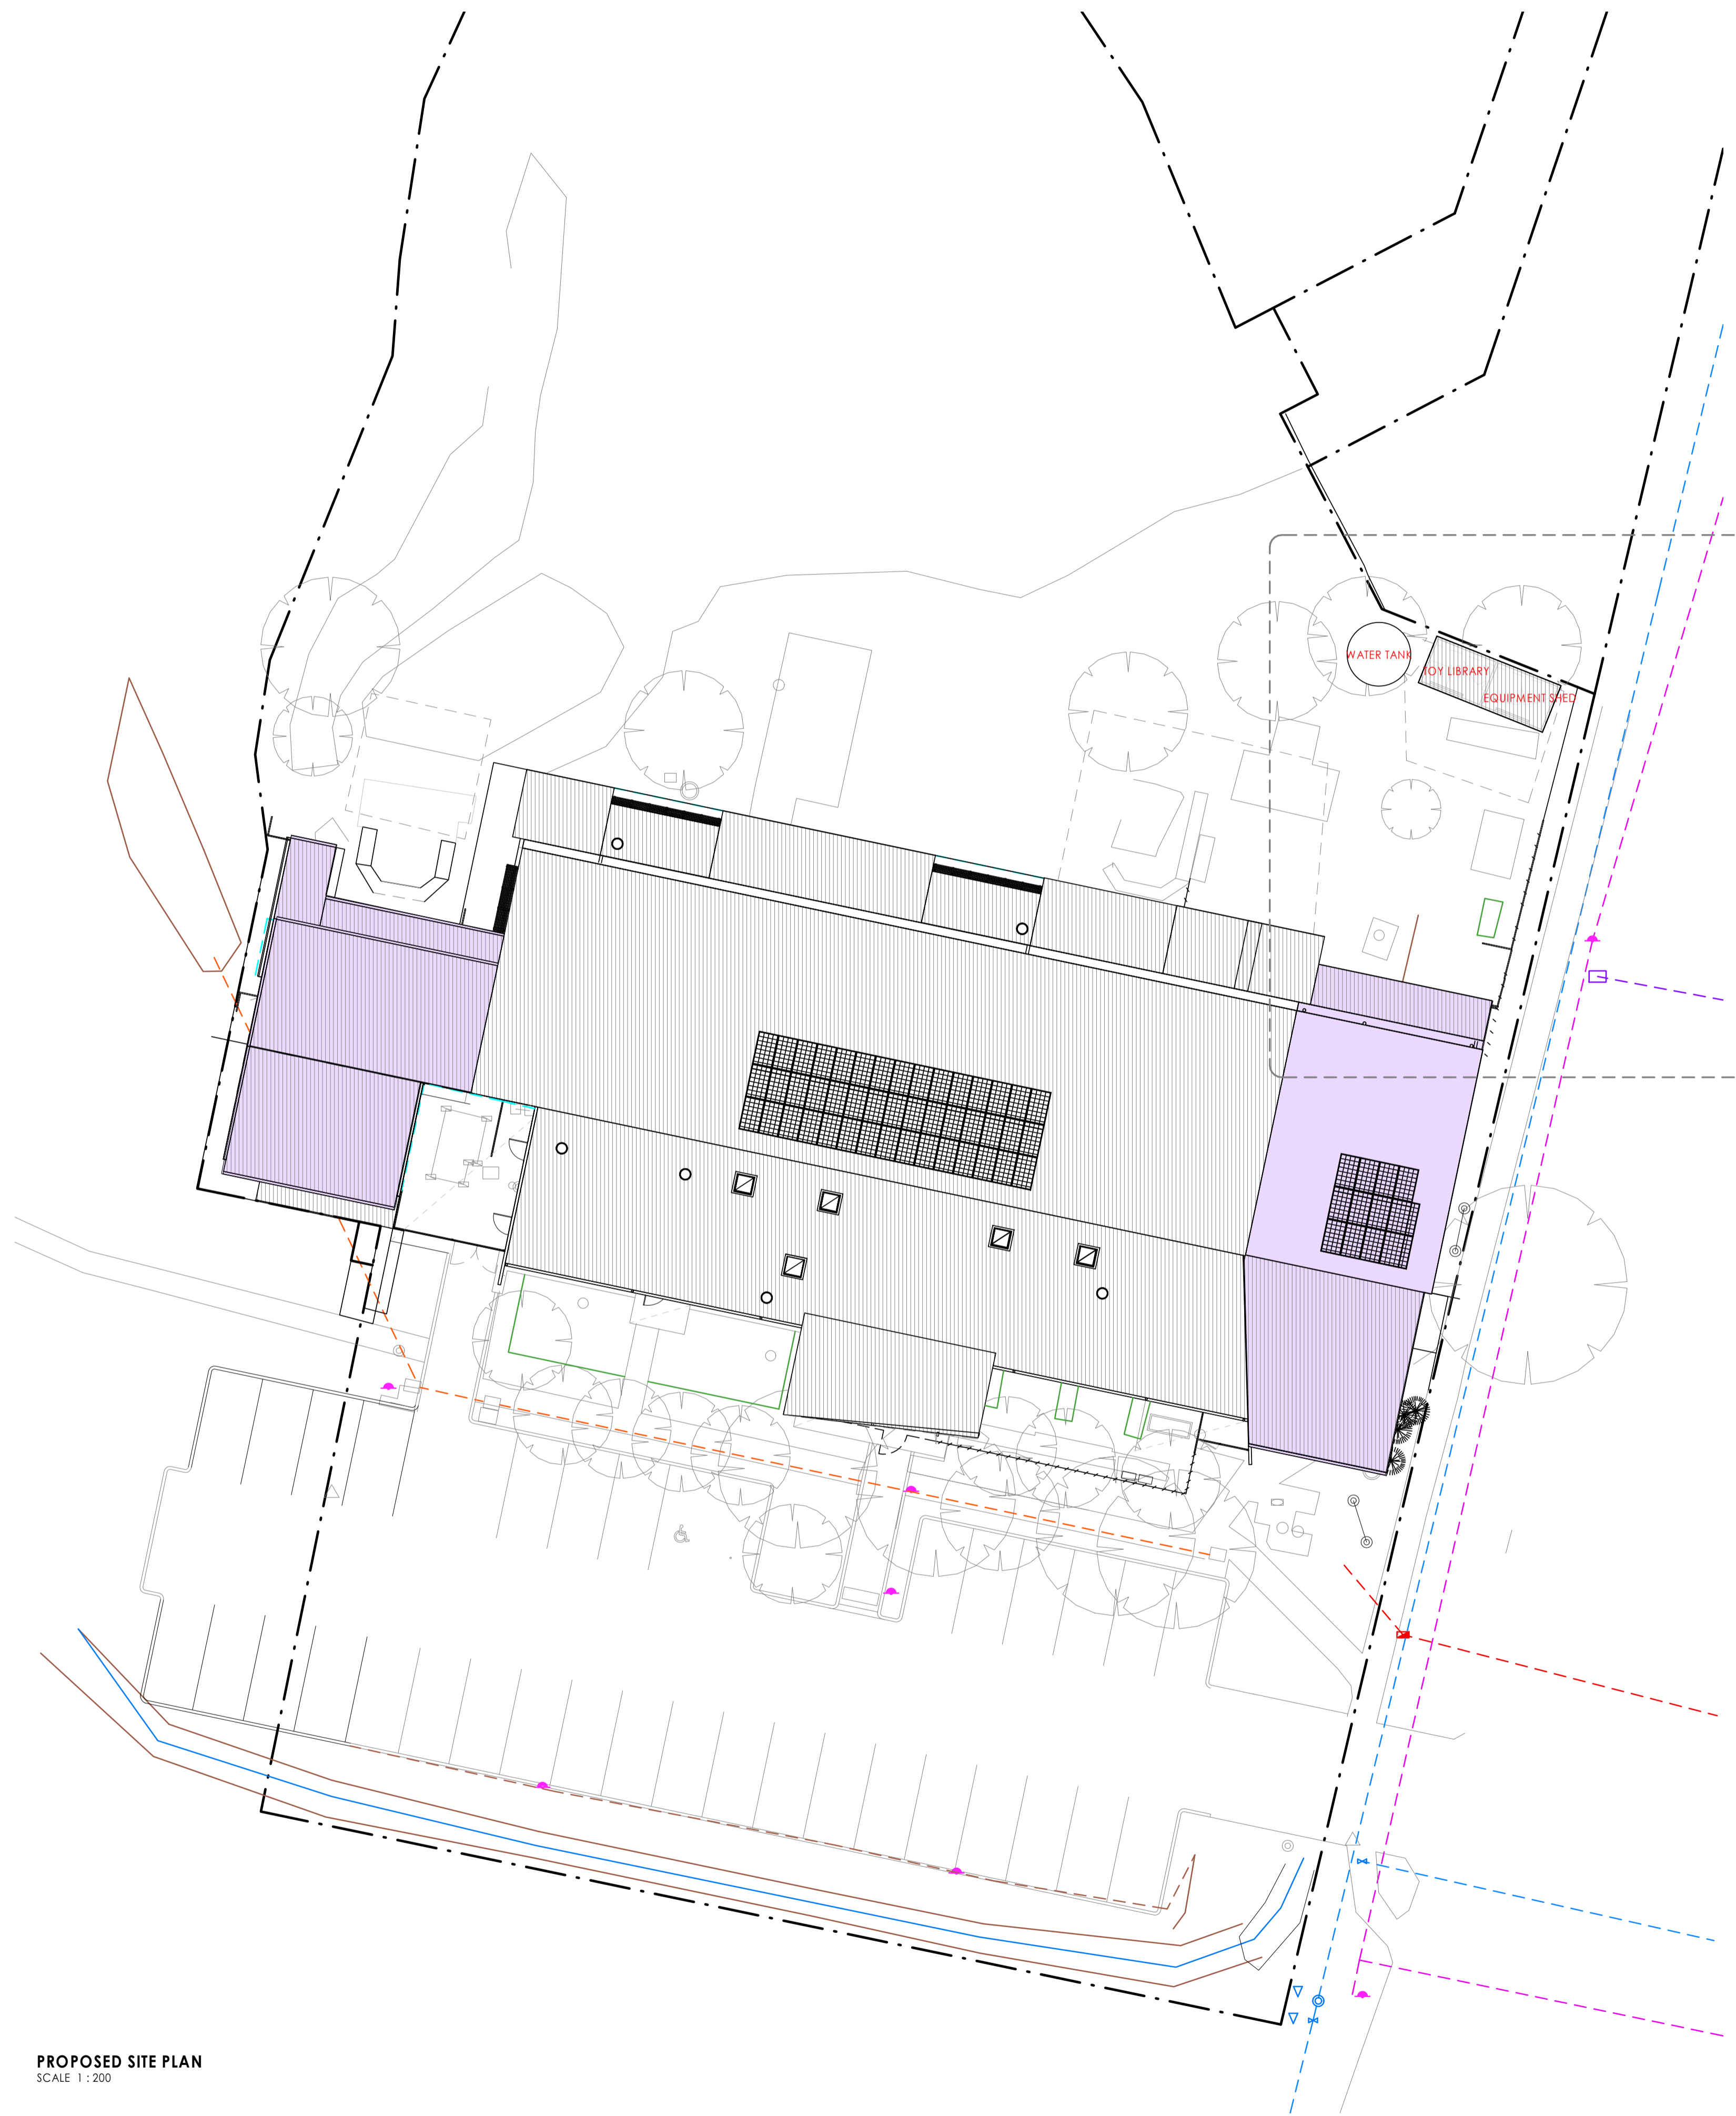 WATER TANK
TOY LIBRARY
EQUIPMENT SHED
PROPOSED SITE PLAN
SCALE 1 : 200